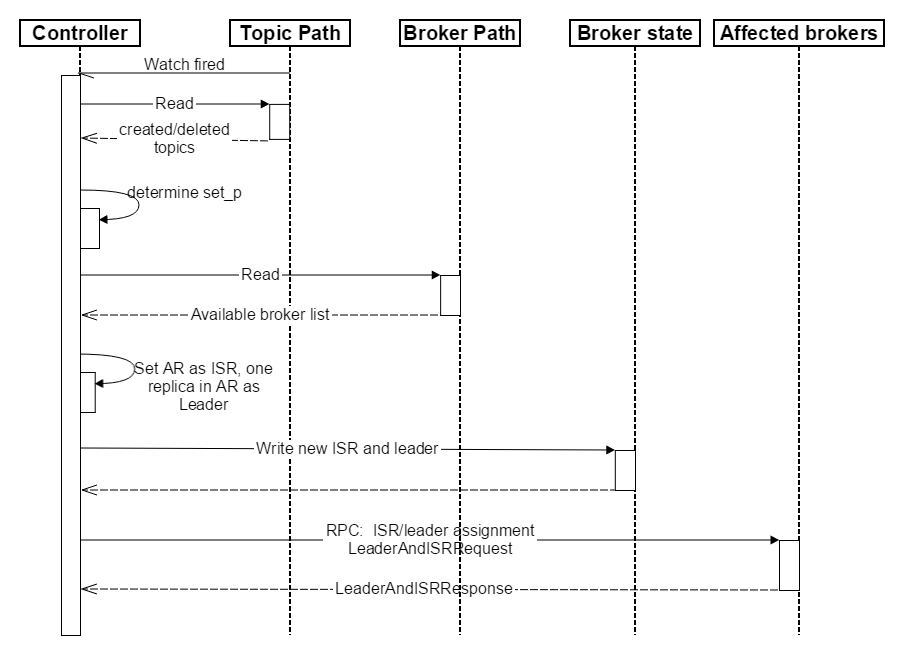 Controller
Topic Path
Broker Path
Broker state
Affected brokers
Watch fired
Read
created/deleted
topics
determine set_p
Read
Available broker list
Set AR as ISR, one
replica in AR as
Leader
Write new ISR and leader
RPC:  ISR/leader assignment
LeaderAndISRRequest
LeaderAndISRResponse